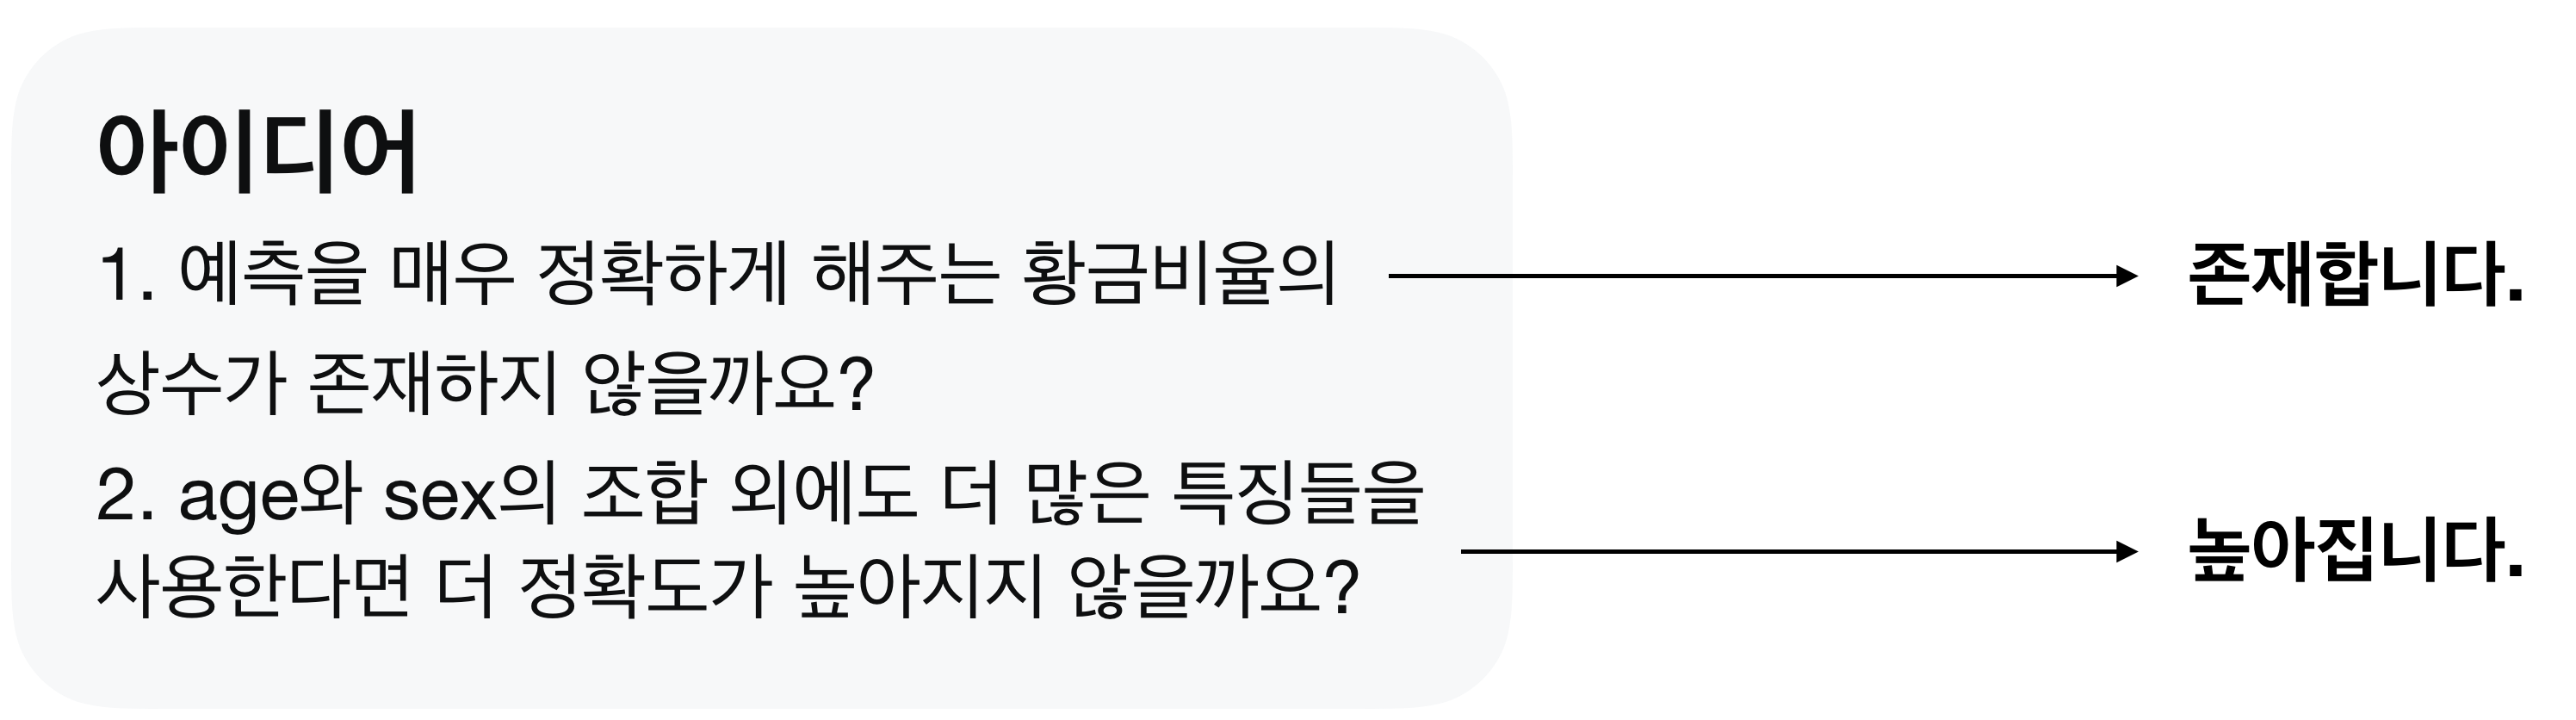 아이디어
1. 예측을 매우 정확하게 해주는 황금비율의
상수가 존재하지 않을까요?
존재합니다.
2. age와 sex의 조합 외에도 더 많은 특징들을
사용한다면 더 정확도가 높아지지 않을까요?
높아집니다.